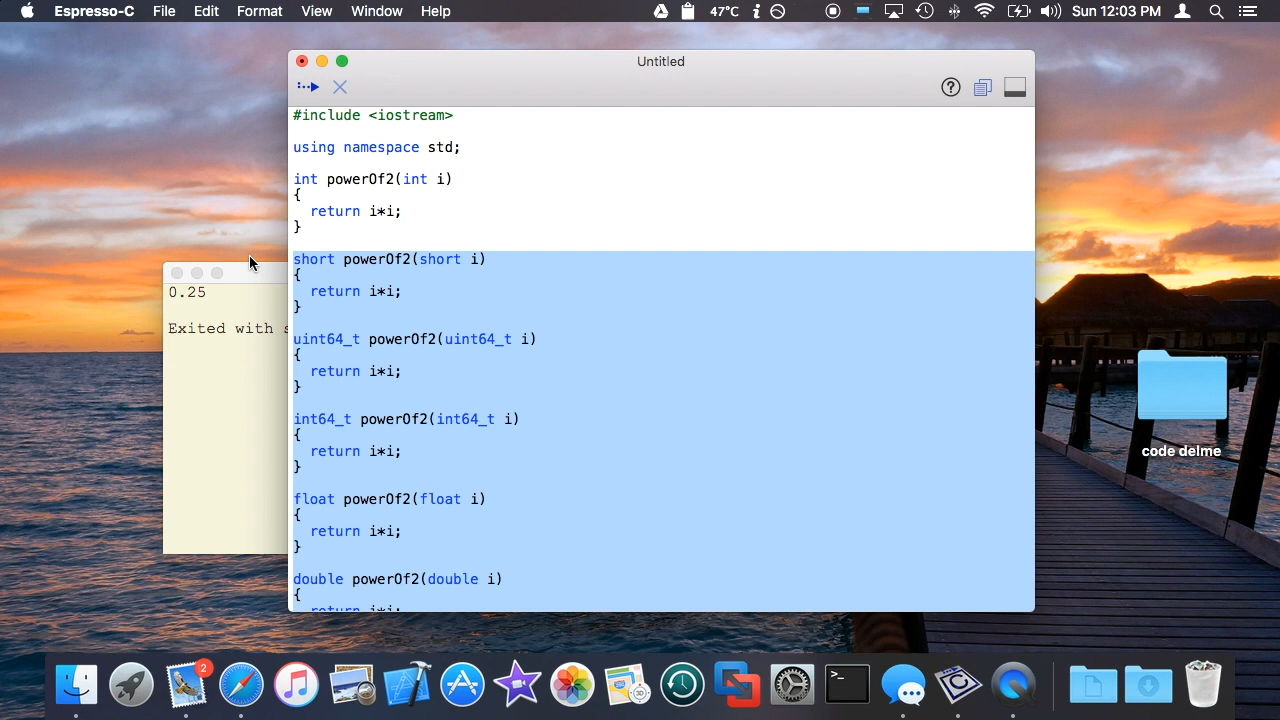 Espresso-C File Edit Format View Window Help 47°C Sun 12:03 PM
Untitled
#include <iostream>
using namespace std;
int powerOf2(int i)
{
return i*i;
}
short powerOf2(short i)
{
return i*i;
}
uint64_t powerOf2(uint64_t i)
{
return i*i;
}
int64_t powerOf2(int64_t i)
{
return i*i;
}
float powerOf2(float i)
{
return i*i;
}
double powerOf2(double i)
{
return i*i;
0.25
Exited with s
code delme
2